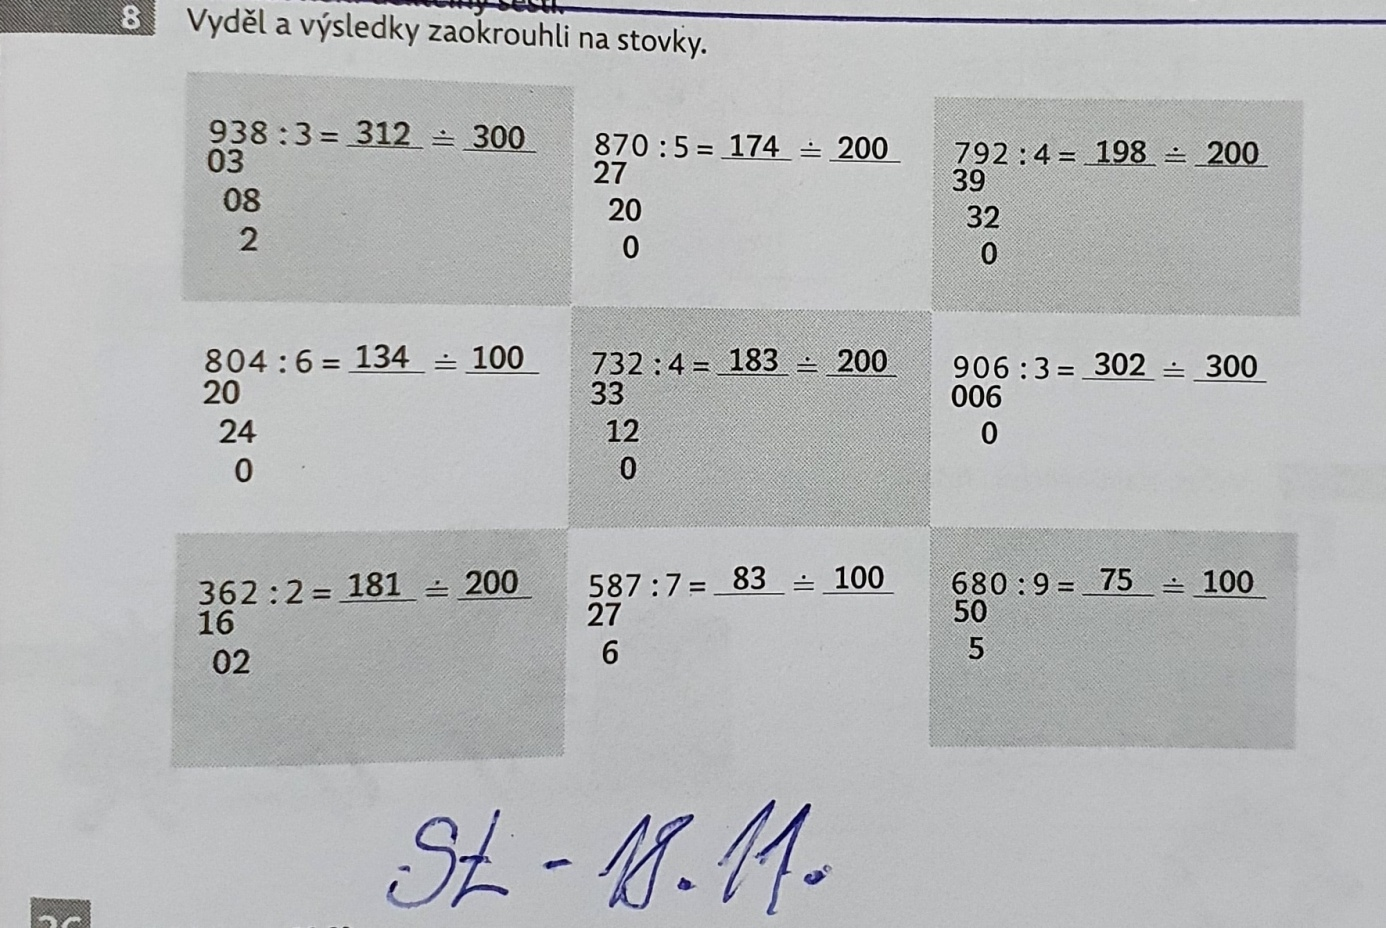 8 Vyděl a výsledky zaokrouhli na stovky.
938 : 3 = 312 ≐ 300
03
08
2
870 : 5 = 174 ≐ 200
27
20
0
792 : 4 = 198 ≐ 200
39
32
0
804 : 6 = 134 ≐ 100
20
24
0
732 : 4 = 183 ≐ 200
33
12
0
906 : 3 = 302 ≐ 300
006
0
362 : 2 = 181 ≐ 200
16
02
587 : 7 = 83 ≐ 100
27
6
680 : 9 = 75 ≐ 100
50
5
St - 18. 11.